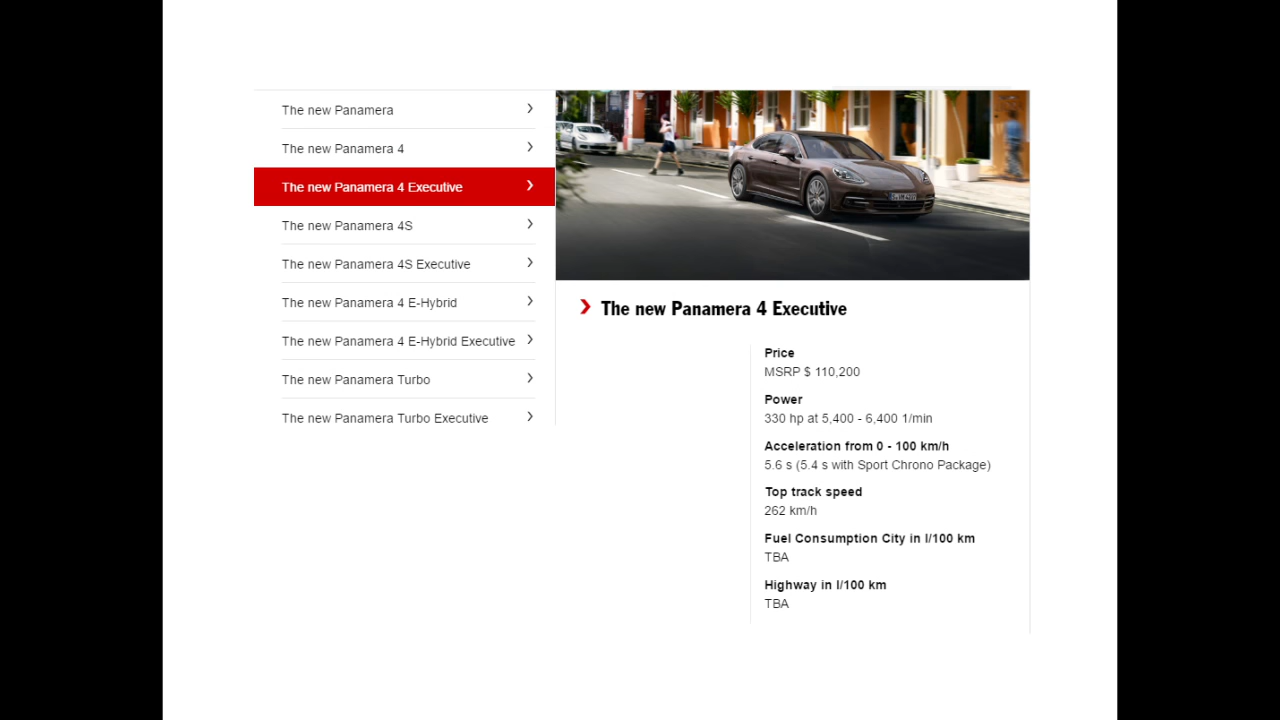 The new Panamera
The new Panamera 4
The new Panamera 4 Executive
The new Panamera 4S
The new Panamera 4S Executive
The new Panamera 4 E-Hybrid
The new Panamera 4 E-Hybrid Executive
The new Panamera Turbo
The new Panamera Turbo Executive
The new Panamera 4 Executive
Price
MSRP $ 110,200
Power
330 hp at 5,400 - 6,400 1/min
Acceleration from 0 - 100 km/h
5.6 s (5.4 s with Sport Chrono Package)
Top track speed
262 km/h
Fuel Consumption City in l/100 km
TBA
Highway in l/100 km
TBA